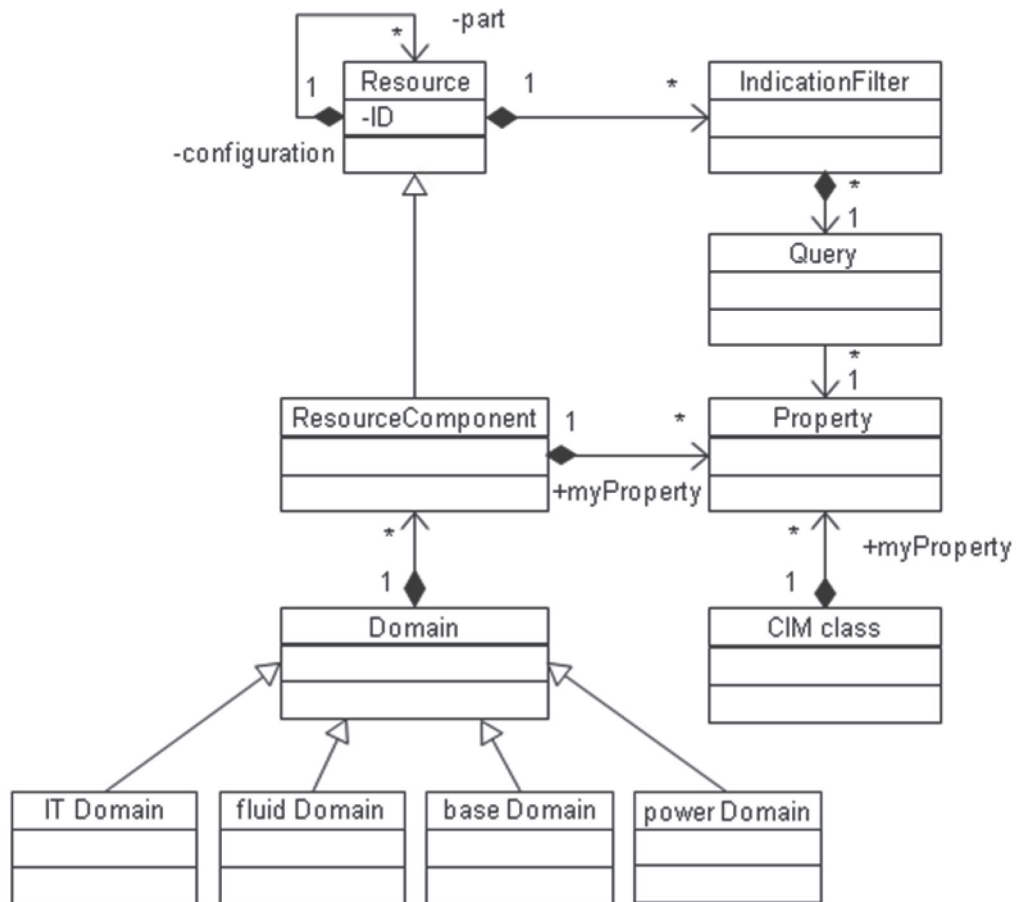 -part
*
1
Resource
1
*
IndicationFilter
-ID
-configuration
*
1
Query
*
1
ResourceComponent
1
*
Property
+myProperty
*
*
+myProperty
1
1
Domain
CIM class
IT Domain
fluid Domain
base Domain
power Domain